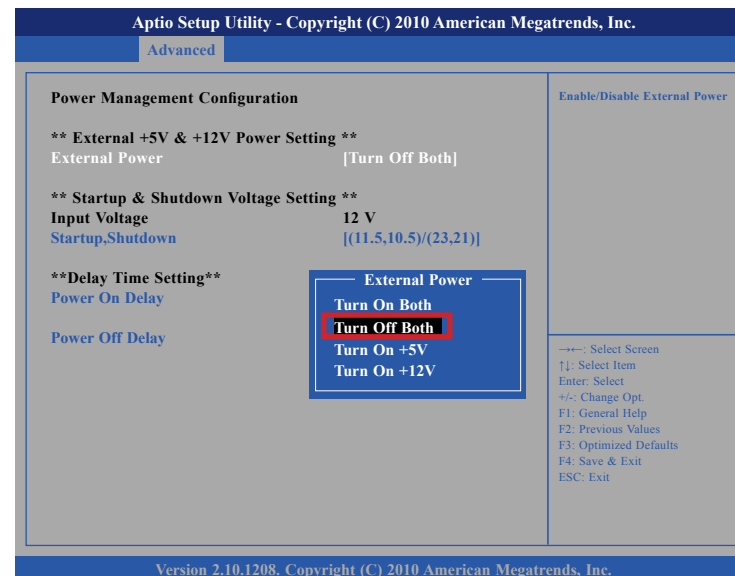 Aptio Setup Utility - Copyright (C) 2010 American Megatrends, Inc.
Advanced
Power Management Configuration
** External +5V & +12V Power Setting **
External Power [Turn Off Both]
** Startup & Shutdown Voltage Setting **
Input Voltage 12 V
Startup,Shutdown [(11.5,10.5)/(23,21)]
**Delay Time Setting**
Power On Delay
Power Off Delay
External Power
Turn On Both
Turn Off Both
Turn On +5V
Turn On +12V
Enable/Disable External Power
→←: Select Screen
↑↓: Select Item
Enter: Select
+/-: Change Opt.
F1: General Help
F2: Previous Values
F3: Optimized Defaults
F4: Save & Exit
ESC: Exit
Version 2.10.1208. Copyright (C) 2010 American Megatrends, Inc.